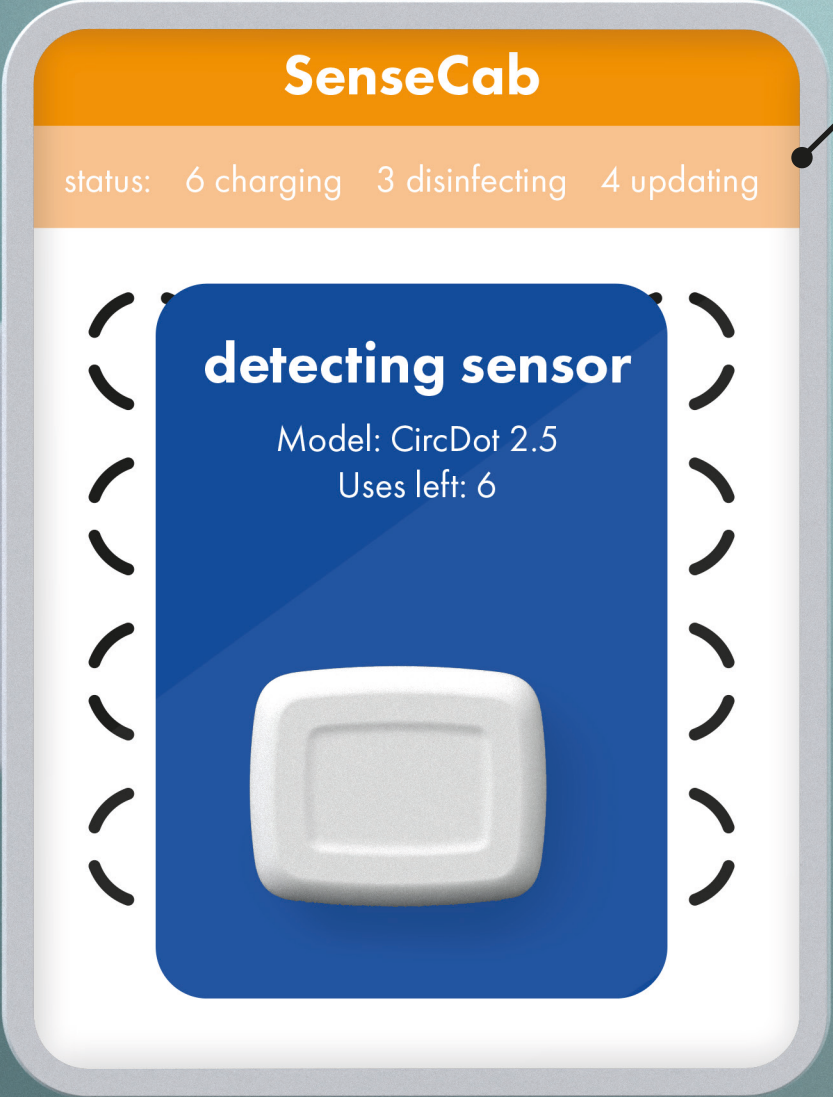 SenseCab
status: 6 charging 3 disinfecting 4 updating
detecting sensor
Model: CircDot 2.5
Uses left: 6